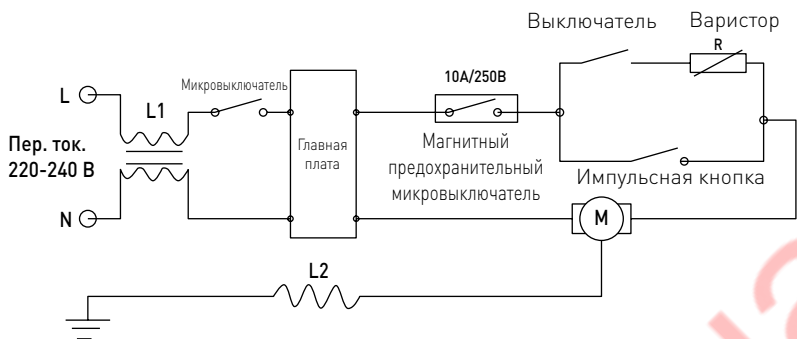 Выключатель
Варистор
R
10А/250В
Микровыключатель
L
L1
Пер. ток.
220-240 В
Главная
плата
Магнитный
предохранительный
микровыключатель
Импульсная кнопка
N
M
L2